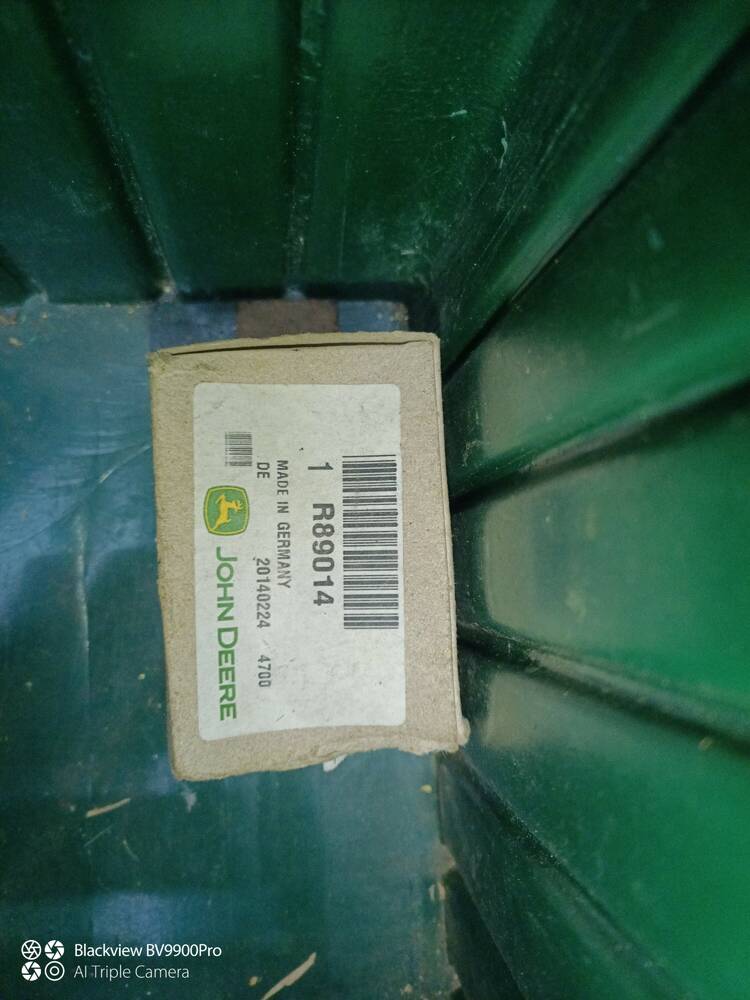 1 R89014
MADE IN GERMANY
DE 20140224 / 4700
JOHN DEERE
Blackview BV9900Pro
AI Triple Camera